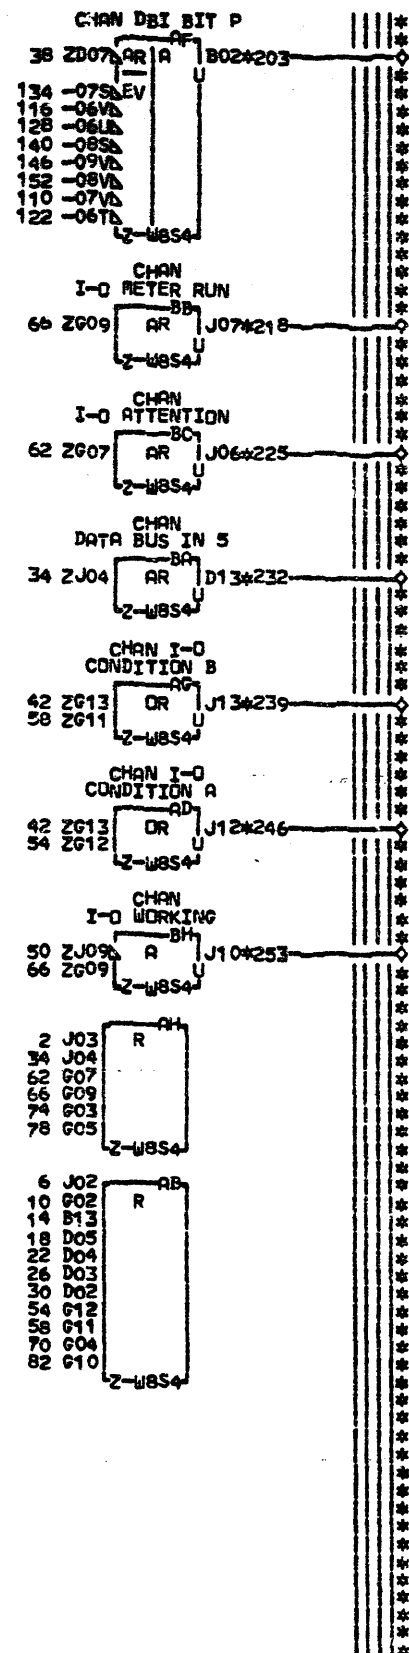 CHAN DBI BIT P
AF
38 ZD07 AR A B02*203
U
134 -07S EV
116 -06V
128 -06U
140 -08S
146 -09V
152 -08V
110 -07V
122 -06T
Z-W8S4
CHAN
I-O METER RUN
BB
66 ZG09 AR J07*218
U
Z-W8S4
CHAN
I-O ATTENTION
BC
62 ZG07 AR J06*225
U
Z-W8S4
CHAN
DATA BUS IN 5
BA
34 ZJ04 AR D13*232
U
Z-W8S4
CHAN I-O
CONDITION B
AG
42 ZG13 OR J13*239
58 ZG11 U
Z-W8S4
CHAN I-O
CONDITION A
AD
42 ZG13 OR J12*246
54 ZG12 U
Z-W8S4
CHAN
I-O WORKING
BH
50 ZJ09 A J10*253
66 ZG09 U
Z-W8S4
AH
2 J03 R
34 J04
62 G07
66 G09
74 G03
78 G05
Z-W8S4
6 J02 AB
10 G02 R
14 B13
18 D05
22 D04
26 D03
30 D02
54 G12
58 G11
70 G04
82 G10
Z-W8S4